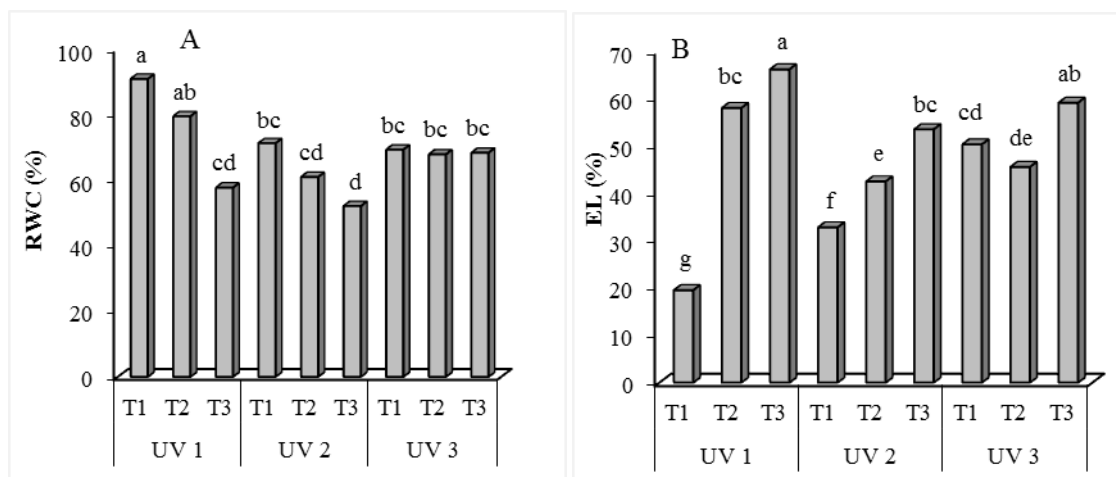 A
RWC (%)
100
80
60
40
20
0
a
ab
cd
bc
cd
d
bc
bc
bc
T1 T2 T3 T1 T2 T3 T1 T2 T3
UV 1 UV 2 UV 3
B
EL (%)
70
60
50
40
30
20
10
0
g
bc
a
f
e
bc
cd
de
ab
T1 T2 T3 T1 T2 T3 T1 T2 T3
UV 1 UV 2 UV 3